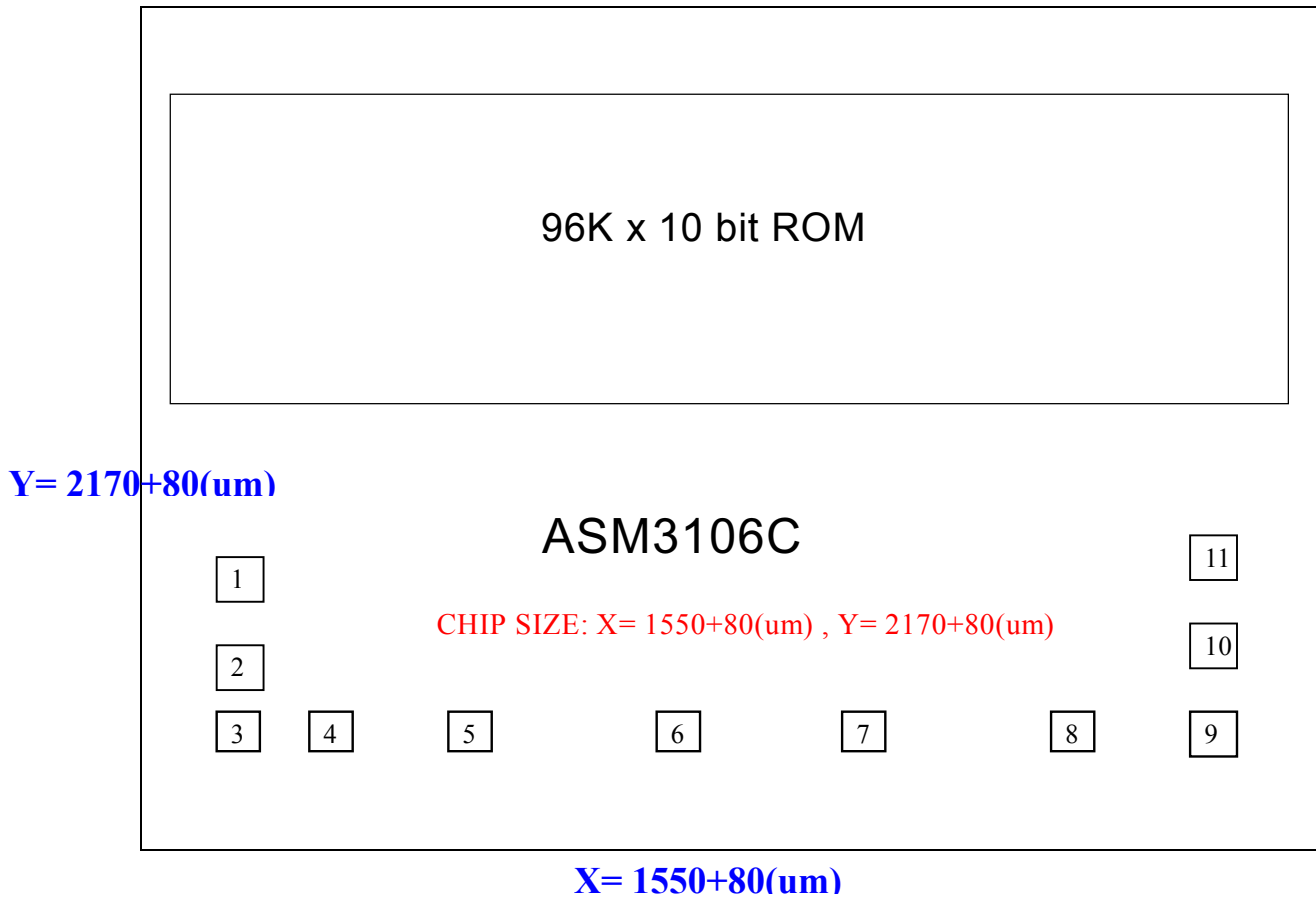 96K x 10 bit ROM
Y= 2170+80(um)
ASM3106C
11
1
CHIP SIZE: X= 1550+80(um) , Y= 2170+80(um)
10
2
3 4 5 6 7 8 9
X= 1550+80(um)